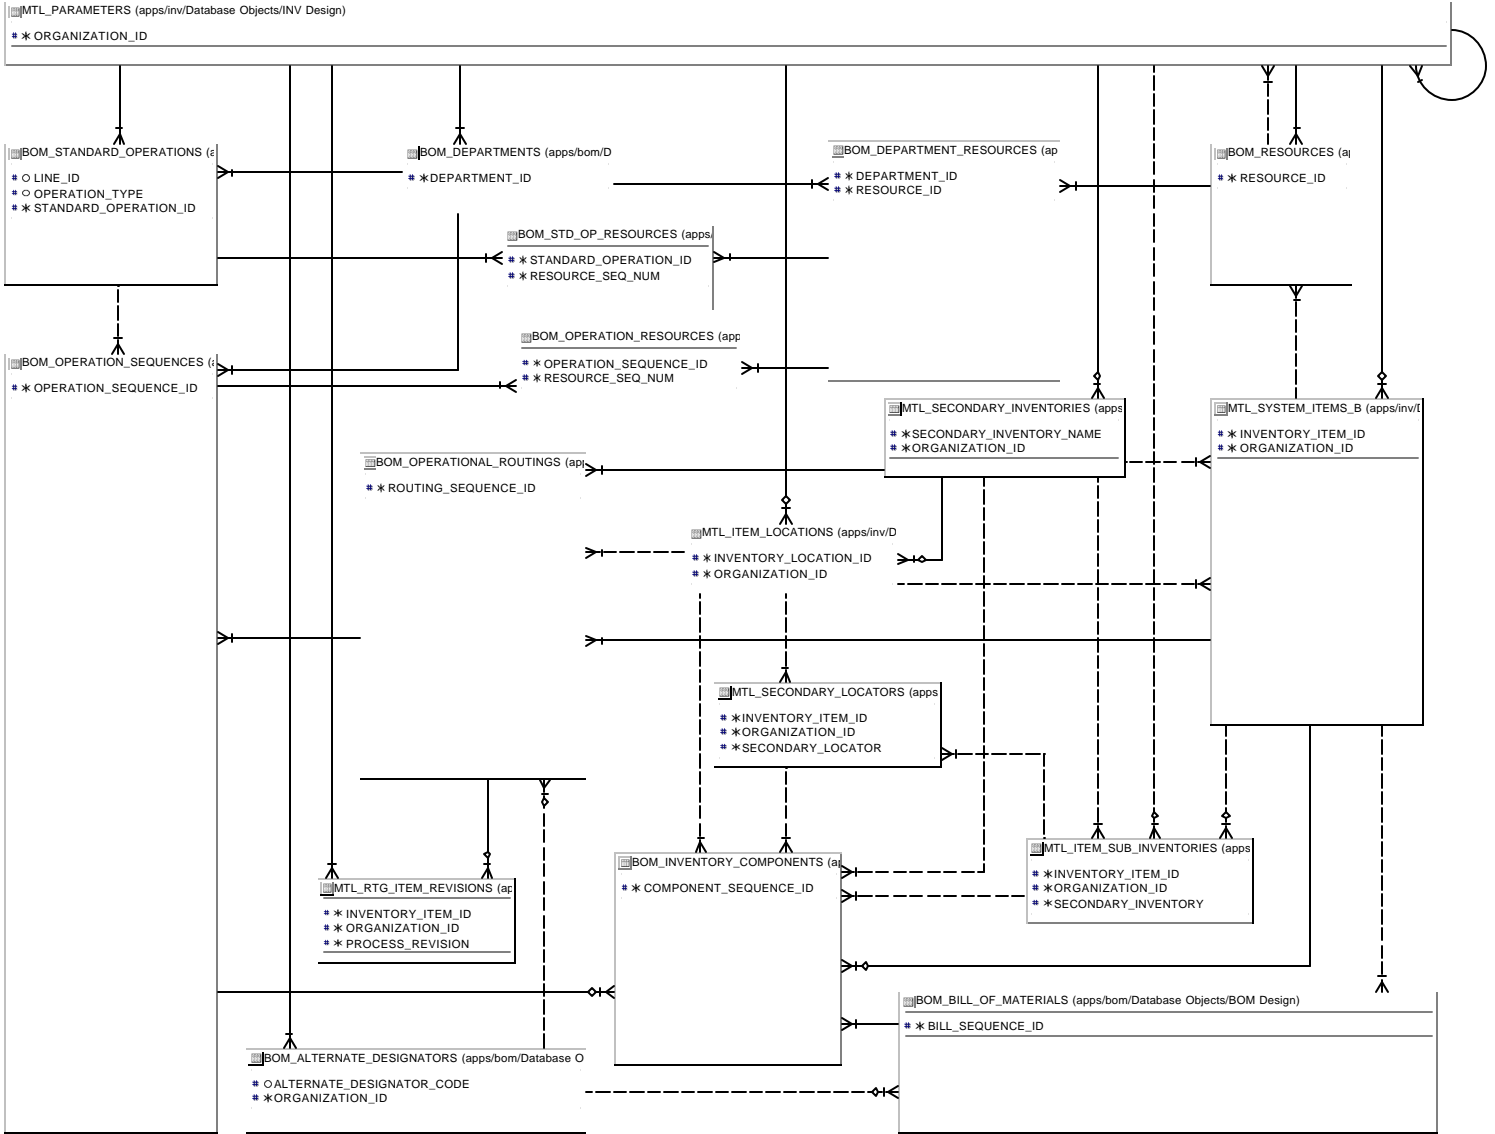 MTL_PARAMETERS (apps/inv/Database Objects/INV Design)
# * ORGANIZATION_ID
BOM_STANDARD_OPERATIONS (a
# O LINE_ID
# O OPERATION_TYPE
# * STANDARD_OPERATION_ID
BOM_DEPARTMENTS (apps/bom/D
# * DEPARTMENT_ID
BOM_DEPARTMENT_RESOURCES (ap
# * DEPARTMENT_ID
# * RESOURCE_ID
BOM_RESOURCES (a
# * RESOURCE_ID
BOM_STD_OP_RESOURCES (apps/
# * STANDARD_OPERATION_ID
# * RESOURCE_SEQ_NUM
BOM_OPERATION_RESOURCES (app
# * OPERATION_SEQUENCE_ID
# * RESOURCE_SEQ_NUM
BOM_OPERATION_SEQUENCES (a
# * OPERATION_SEQUENCE_ID
MTL_SECONDARY_INVENTORIES (apps
# * SECONDARY_INVENTORY_NAME
# * ORGANIZATION_ID
MTL_SYSTEM_ITEMS_B (apps/inv/D
# * INVENTORY_ITEM_ID
# * ORGANIZATION_ID
BOM_OPERATIONAL_ROUTINGS (ap
# * ROUTING_SEQUENCE_ID
MTL_ITEM_LOCATIONS (apps/inv/D
# * INVENTORY_LOCATION_ID
# * ORGANIZATION_ID
MTL_SECONDARY_LOCATORS (apps
# * INVENTORY_ITEM_ID
# * ORGANIZATION_ID
# * SECONDARY_LOCATOR
MTL_ITEM_SUB_INVENTORIES (apps
# * INVENTORY_ITEM_ID
# * ORGANIZATION_ID
# * SECONDARY_INVENTORY
BOM_INVENTORY_COMPONENTS (a
# * COMPONENT_SEQUENCE_ID
MTL_RTG_ITEM_REVISIONS (ap
# * INVENTORY_ITEM_ID
# * ORGANIZATION_ID
# * PROCESS_REVISION
BOM_BILL_OF_MATERIALS (apps/bom/Database Objects/BOM Design)
# * BILL_SEQUENCE_ID
BOM_ALTERNATE_DESIGNATORS (apps/bom/Database O
# O ALTERNATE_DESIGNATOR_CODE
# * ORGANIZATION_ID